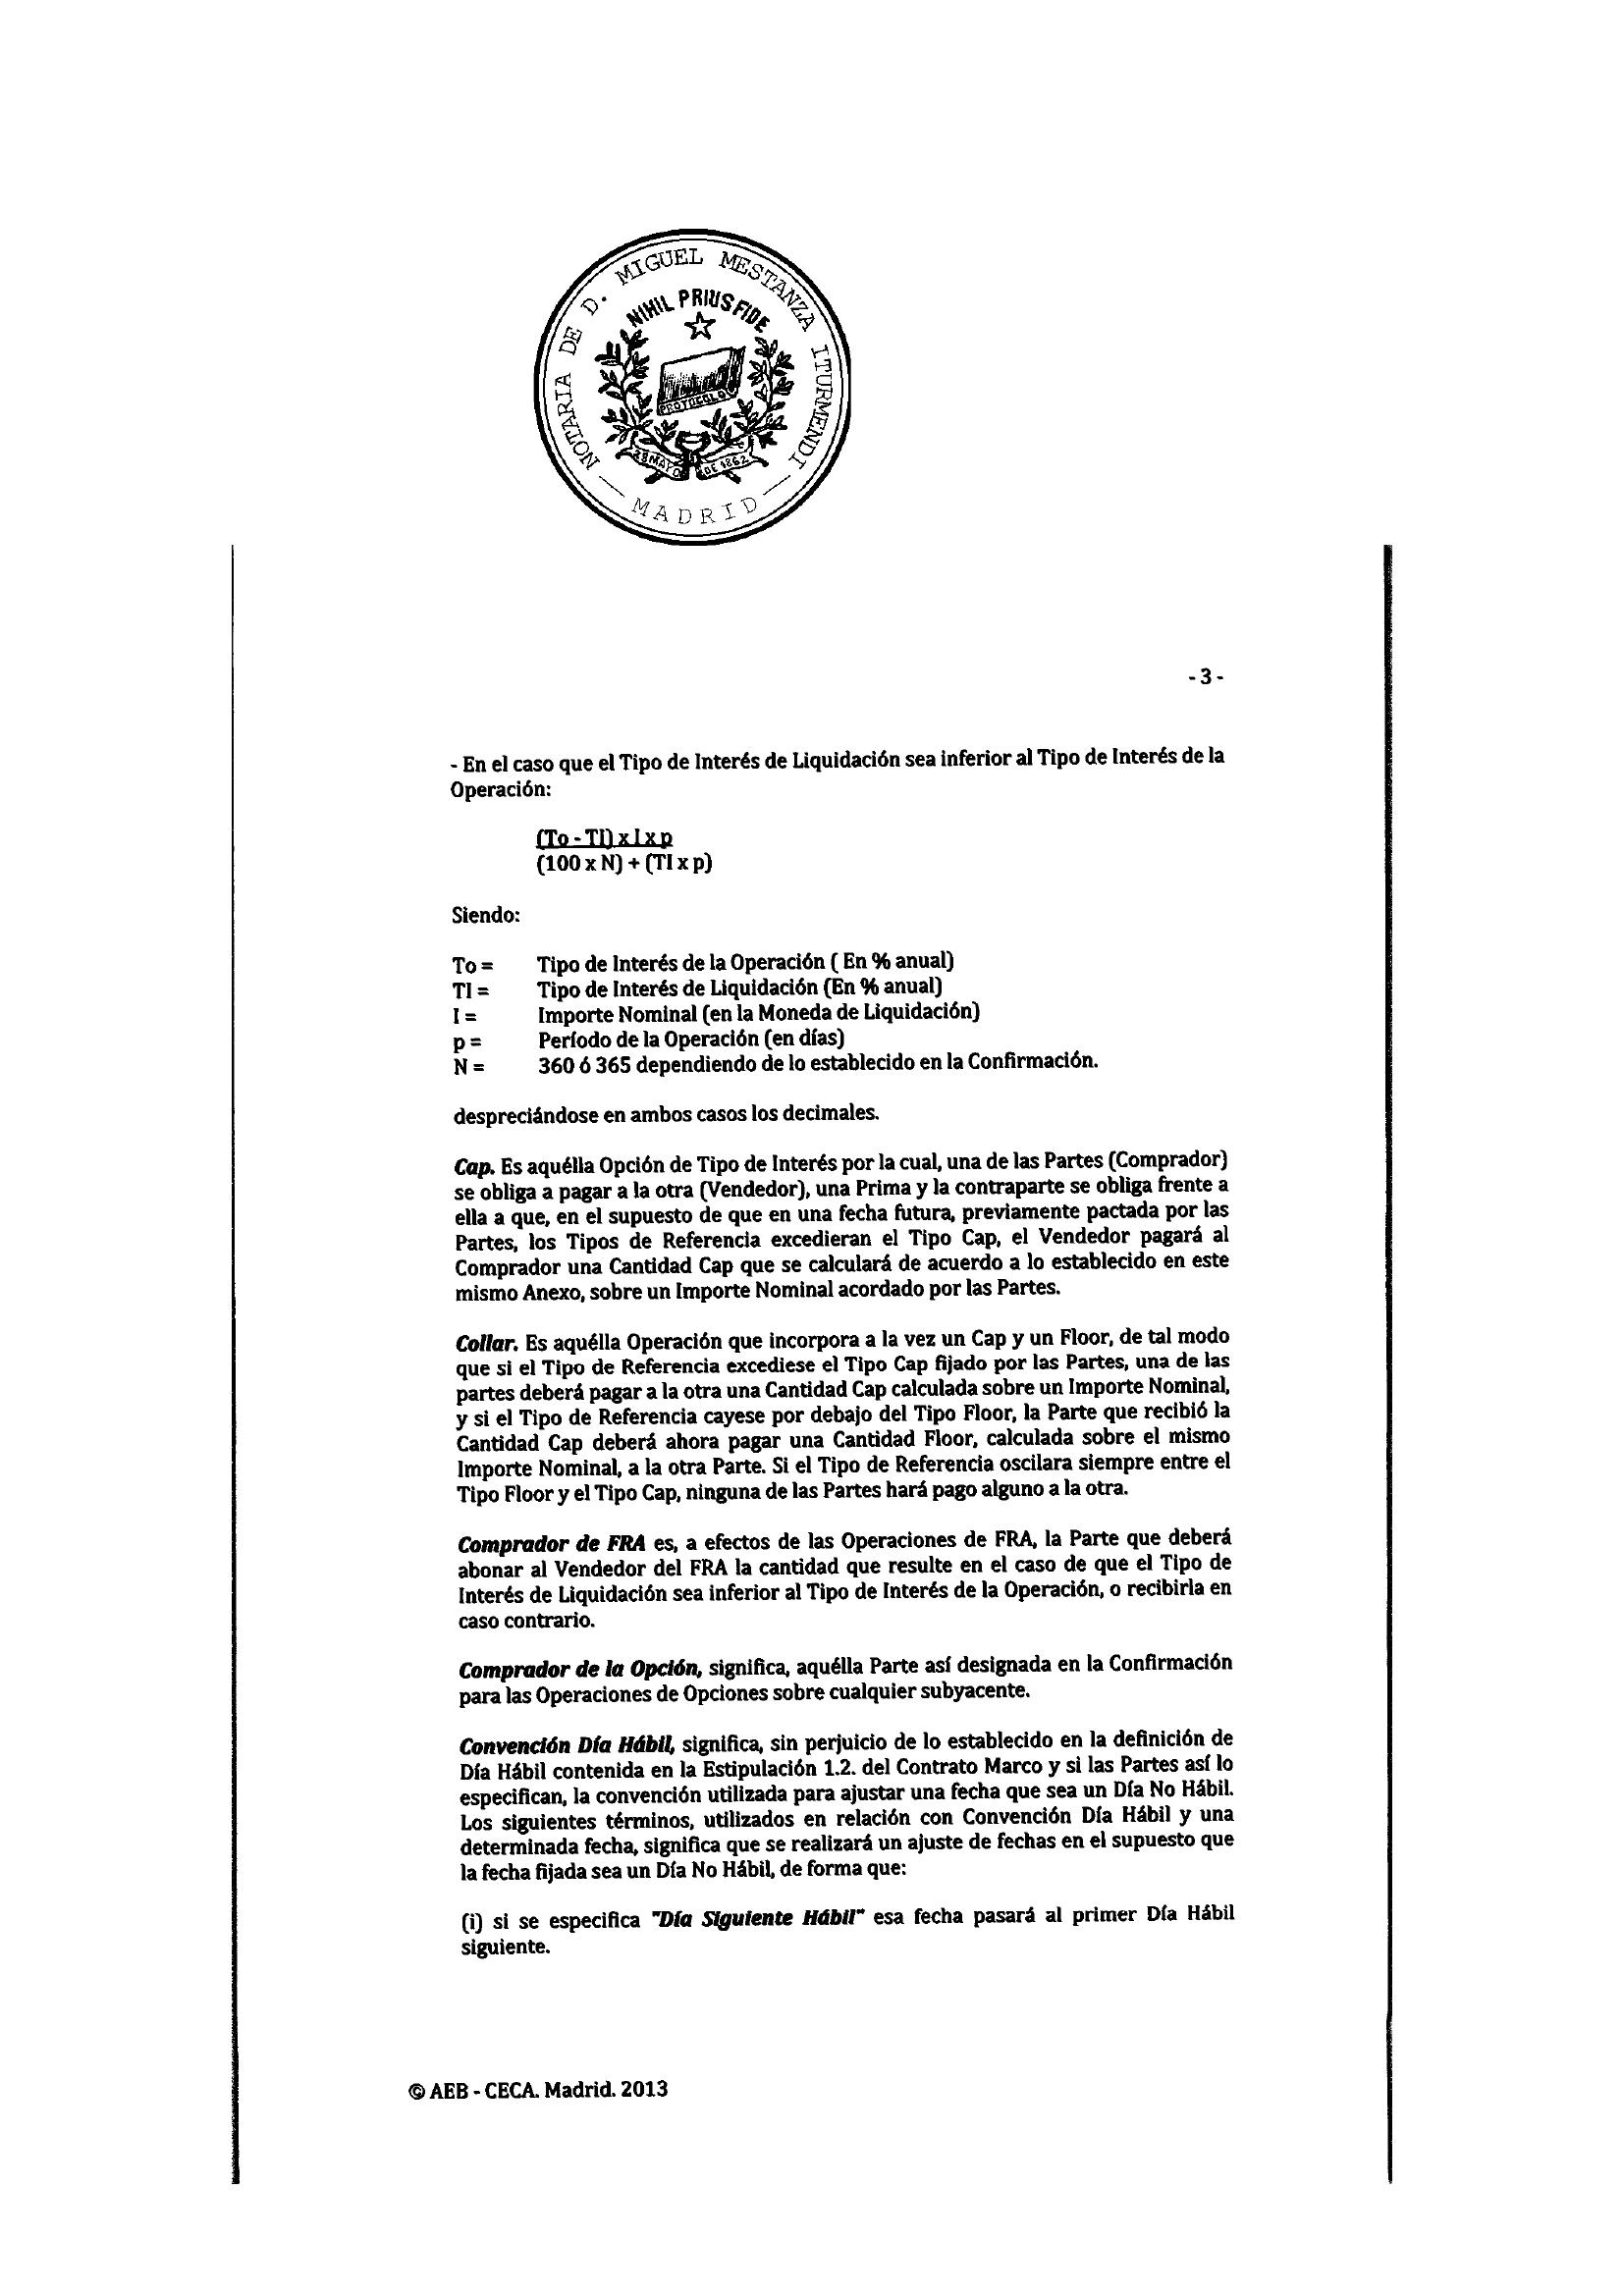 NOTARIA DE D. MIGUEL MESTANZA ITURMENDI
NIHIL PRIUS FIDE
PROTOCOLO
28 MAYO DE 1862
— MADRID —
- 3 -
- En el caso que el Tipo de Interés de Liquidación sea inferior al Tipo de Interés de la
Operación:
(To - Tl) x I x p
(100 x N) + (Tl x p)
Siendo:
To = Tipo de Interés de la Operación ( En % anual)
Tl = Tipo de Interés de Liquidación (En % anual)
I = Importe Nominal (en la Moneda de Liquidación)
p = Período de la Operación (en días)
N = 360 ó 365 dependiendo de lo establecido en la Confirmación.
despreciándose en ambos casos los decimales.
Cap. Es aquélla Opción de Tipo de Interés por la cual, una de las Partes (Comprador)
se obliga a pagar a la otra (Vendedor), una Prima y la contraparte se obliga frente a
ella a que, en el supuesto de que en una fecha futura, previamente pactada por las
Partes, los Tipos de Referencia excedieran el Tipo Cap, el Vendedor pagará al
Comprador una Cantidad Cap que se calculará de acuerdo a lo establecido en este
mismo Anexo, sobre un Importe Nominal acordado por las Partes.
Collar. Es aquélla Operación que incorpora a la vez un Cap y un Floor, de tal modo
que si el Tipo de Referencia excediese el Tipo Cap fijado por las Partes, una de las
partes deberá pagar a la otra una Cantidad Cap calculada sobre un Importe Nominal,
y si el Tipo de Referencia cayese por debajo del Tipo Floor, la Parte que recibió la
Cantidad Cap deberá ahora pagar una Cantidad Floor, calculada sobre el mismo
Importe Nominal, a la otra Parte. Si el Tipo de Referencia oscilara siempre entre el
Tipo Floor y el Tipo Cap, ninguna de las Partes hará pago alguno a la otra.
Comprador de FRA es, a efectos de las Operaciones de FRA, la Parte que deberá
abonar al Vendedor del FRA la cantidad que resulte en el caso de que el Tipo de
Interés de Liquidación sea inferior al Tipo de Interés de la Operación, o recibirla en
caso contrario.
Comprador de la Opción, significa, aquélla Parte así designada en la Confirmación
para las Operaciones de Opciones sobre cualquier subyacente.
Convención Día Hábil, significa, sin perjuicio de lo establecido en la definición de
Día Hábil contenida en la Estipulación 1.2. del Contrato Marco y si las Partes así lo
especifican, la convención utilizada para ajustar una fecha que sea un Día No Hábil.
Los siguientes términos, utilizados en relación con Convención Día Hábil y una
determinada fecha, significa que se realizará un ajuste de fechas en el supuesto que
la fecha fijada sea un Día No Hábil, de forma que:
(i) si se especifica "Día Siguiente Hábil" esa fecha pasará al primer Día Hábil
siguiente.
© AEB - CECA. Madrid. 2013